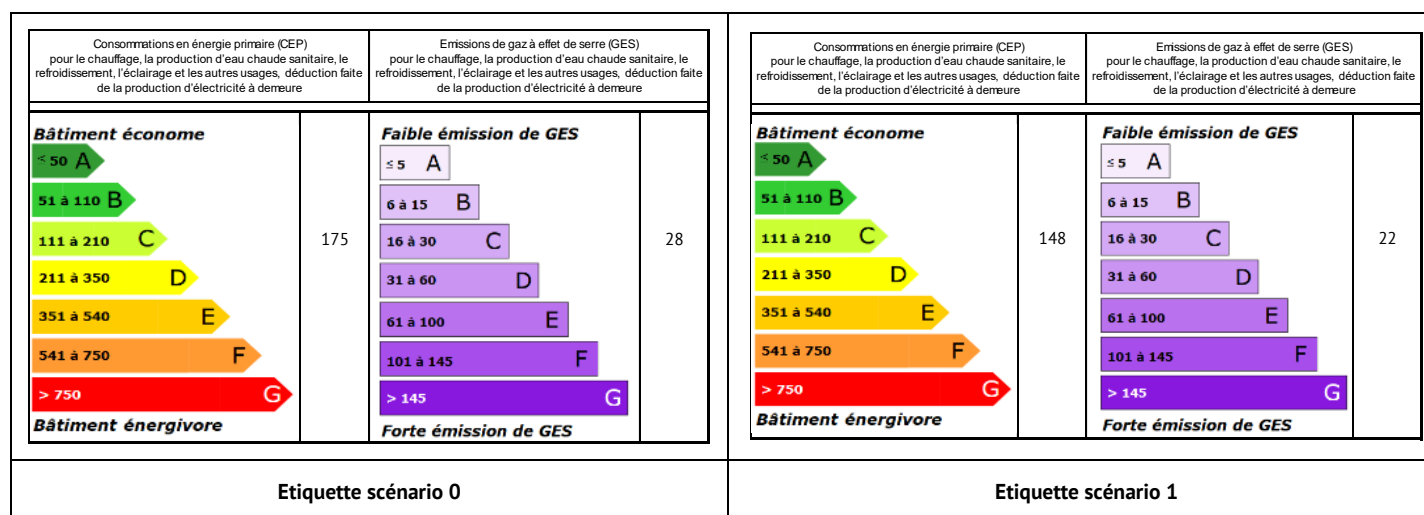 Consommations en énergie primaire (CEP)
pour le chauffage, la production d'eau chaude sanitaire, le
refroidissement, l'éclairage et les autres usages, déduction faite
de la production d'électricité à demeure
Emissions de gaz à effet de serre (GES)
pour le chauffage, la production d'eau chaude sanitaire, le
refroidissement, l'éclairage et les autres usages, déduction faite
de la production d'électricité à demeure
Bâtiment économe
≤ 50 A
51 à 110 B
111 à 210 C
211 à 350 D
351 à 540 E
541 à 750 F
> 750 G
Bâtiment énergivore
175
Faible émission de GES
≤ 5 A
6 à 15 B
16 à 30 C
31 à 60 D
61 à 100 E
101 à 145 F
> 145 G
Forte émission de GES
28
Etiquette scénario 0
Consommations en énergie primaire (CEP)
pour le chauffage, la production d'eau chaude sanitaire, le
refroidissement, l'éclairage et les autres usages, déduction faite
de la production d'électricité à demeure
Emissions de gaz à effet de serre (GES)
pour le chauffage, la production d'eau chaude sanitaire, le
refroidissement, l'éclairage et les autres usages, déduction faite
de la production d'électricité à demeure
Bâtiment économe
≤ 50 A
51 à 110 B
111 à 210 C
211 à 350 D
351 à 540 E
541 à 750 F
> 750 G
Bâtiment énergivore
148
Faible émission de GES
≤ 5 A
6 à 15 B
16 à 30 C
31 à 60 D
61 à 100 E
101 à 145 F
> 145 G
Forte émission de GES
22
Etiquette scénario 1